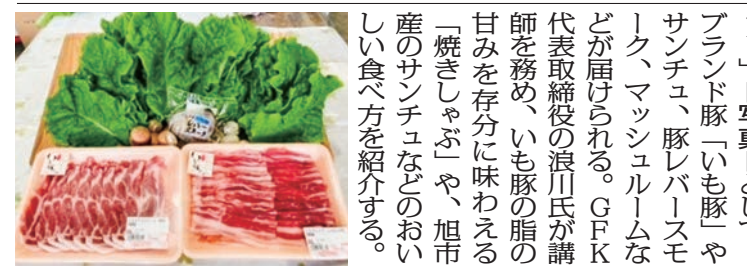 ブランド豚「いも豚」や
サンチュ、豚レバースモ
ーク、マッシュルームな
どが届けられる。ＧＦＫ
代表取締役の浪川氏が講
師を務め、いも豚の脂の
甘みを存分に味わえる
「焼きしゃぶ」や、旭市
産のサンチュなどのおい
しい食べ方を紹介する。